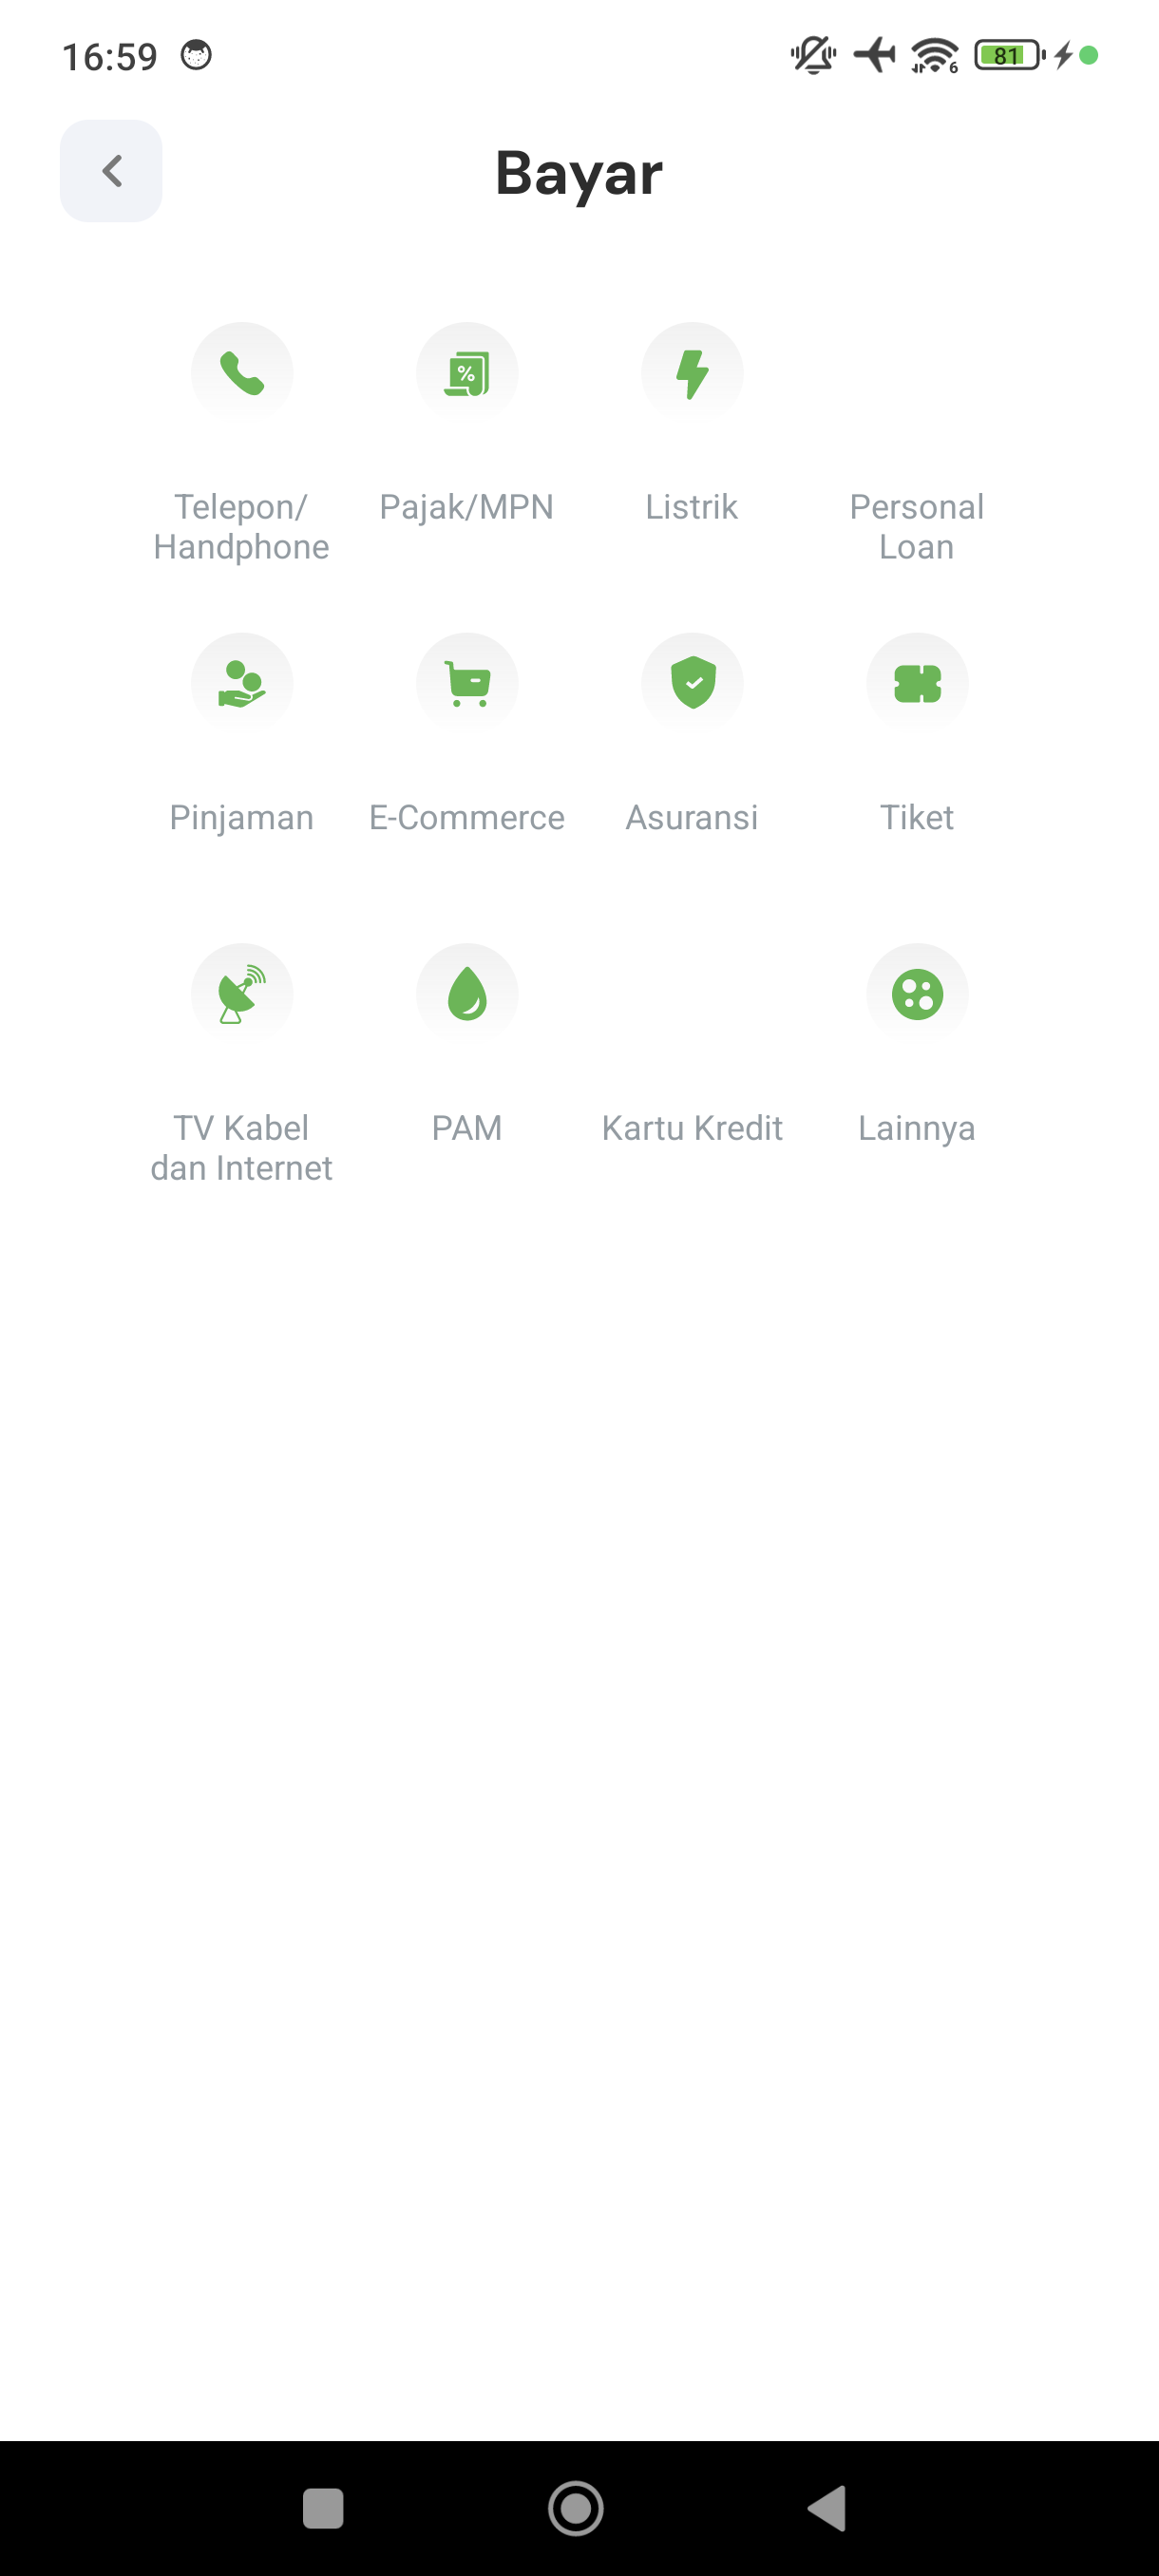 16:59
6
81
Bayar
%
Telepon/
Handphone
Pajak/MPN
Listrik
Personal
Loan
Pinjaman
E-Commerce
Asuransi
Tiket
TV Kabel
dan Internet
PAM
Kartu Kredit
Lainnya